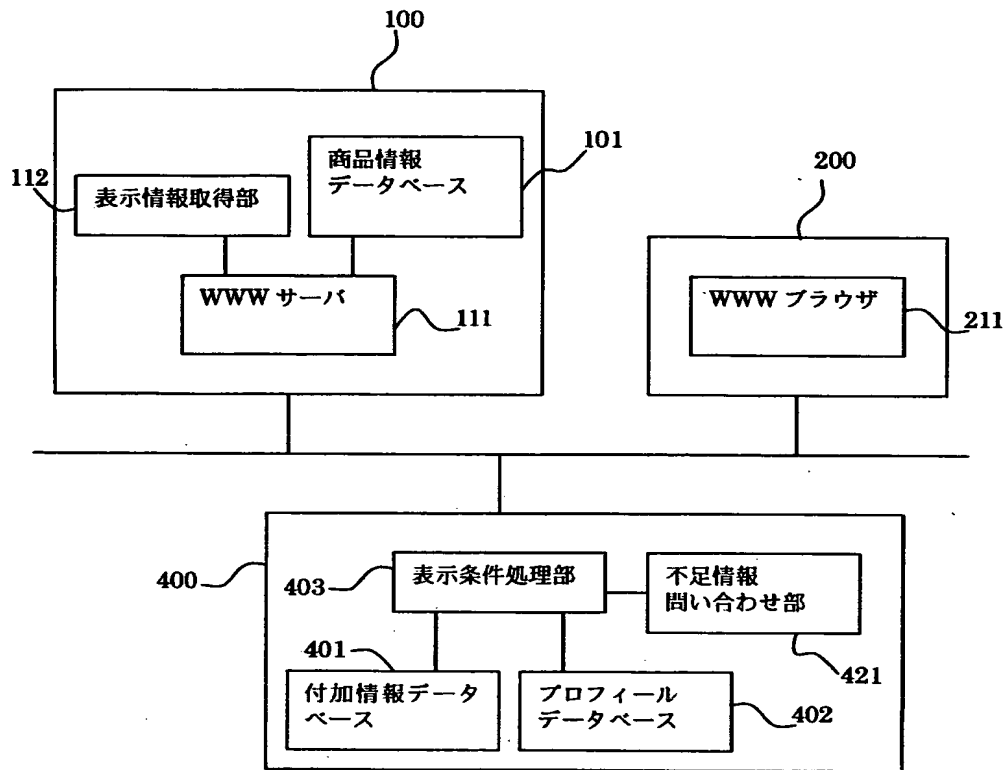 100
商品情報
データベース
101
112
表示情報取得部
200
WWW サーバ
111
WWW ブラウザ
211
400
403
表示条件処理部
不足情報
問い合わせ部
401
421
付加情報データ
ベース
プロフィール
データベース
402